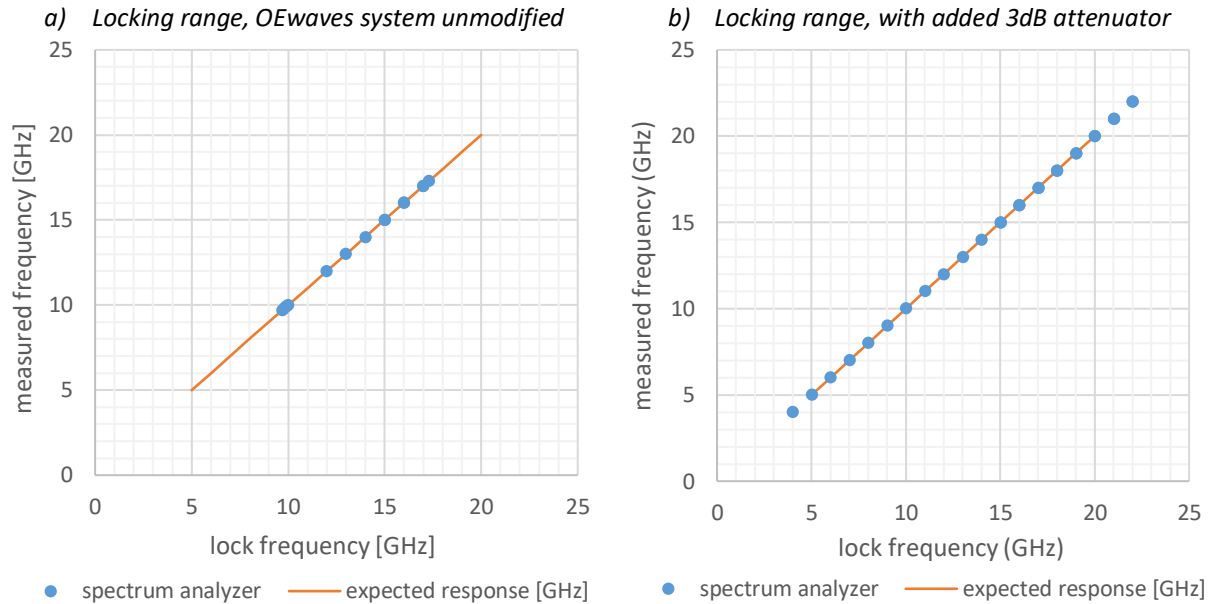 a) Locking range, OEwaves system unmodified
measured frequency [GHz]
25
20
15
10
5
0
0 5 10 15 20 25
lock frequency [GHz]
spectrum analyzer expected response [GHz]
b) Locking range, with added 3dB attenuator
measured frequency (GHz)
25
20
15
10
5
0
0 5 10 15 20 25
lock frequency (GHz)
spectrum analyzer expected response [GHz]